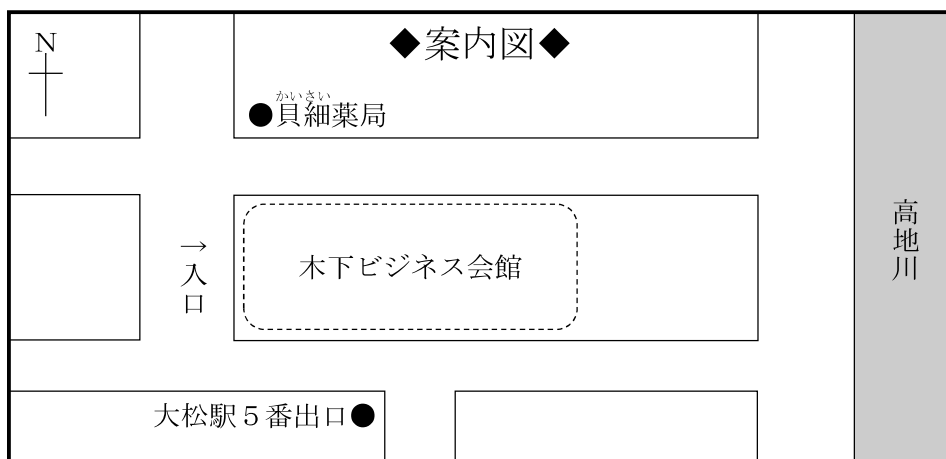 N
◆案内図◆
かいさい
●貝細薬局
高地川
→入口
木下ビジネス会館
大松駅5番出口●